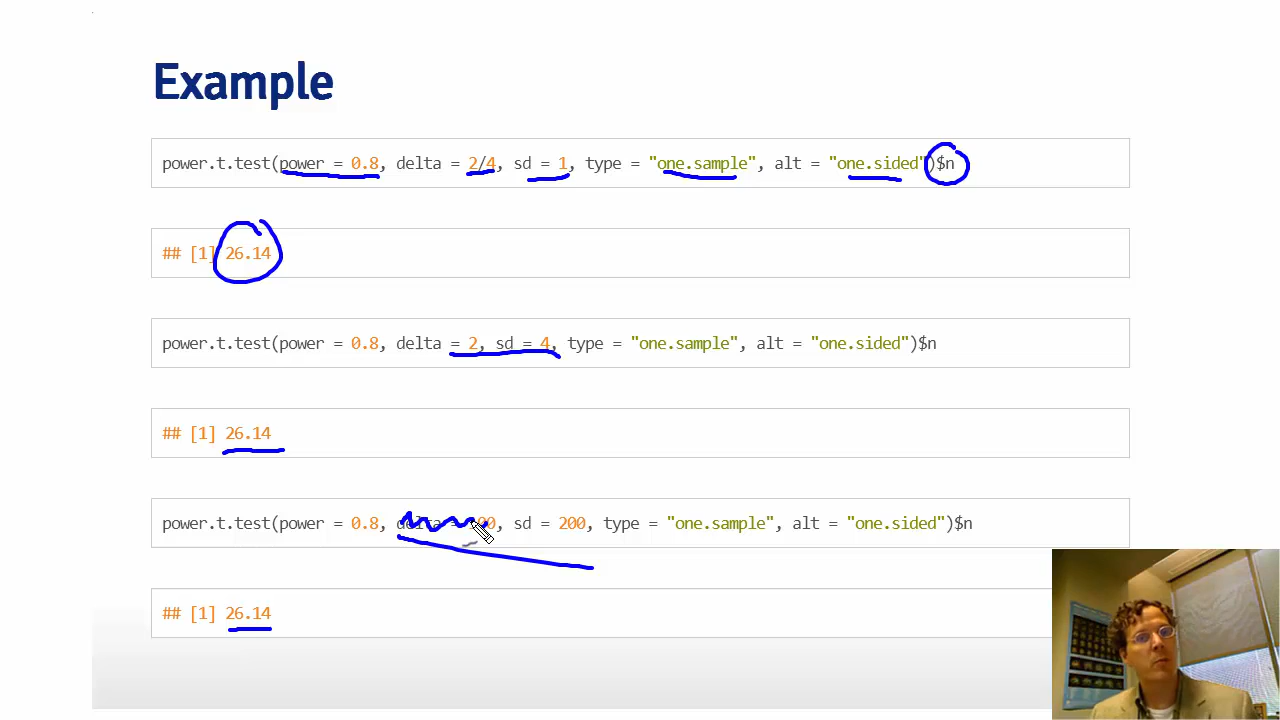 Example
power.t.test(power = 0.8, delta = 2/4, sd = 1, type = "one.sample", alt = "one.sided")$n
## [1] 26.14
power.t.test(power = 0.8, delta = 2, sd = 4, type = "one.sample", alt = "one.sided")$n
## [1] 26.14
power.t.test(power = 0.8, delta = , sd = 200, type = "one.sample", alt = "one.sided")$n
## [1] 26.14